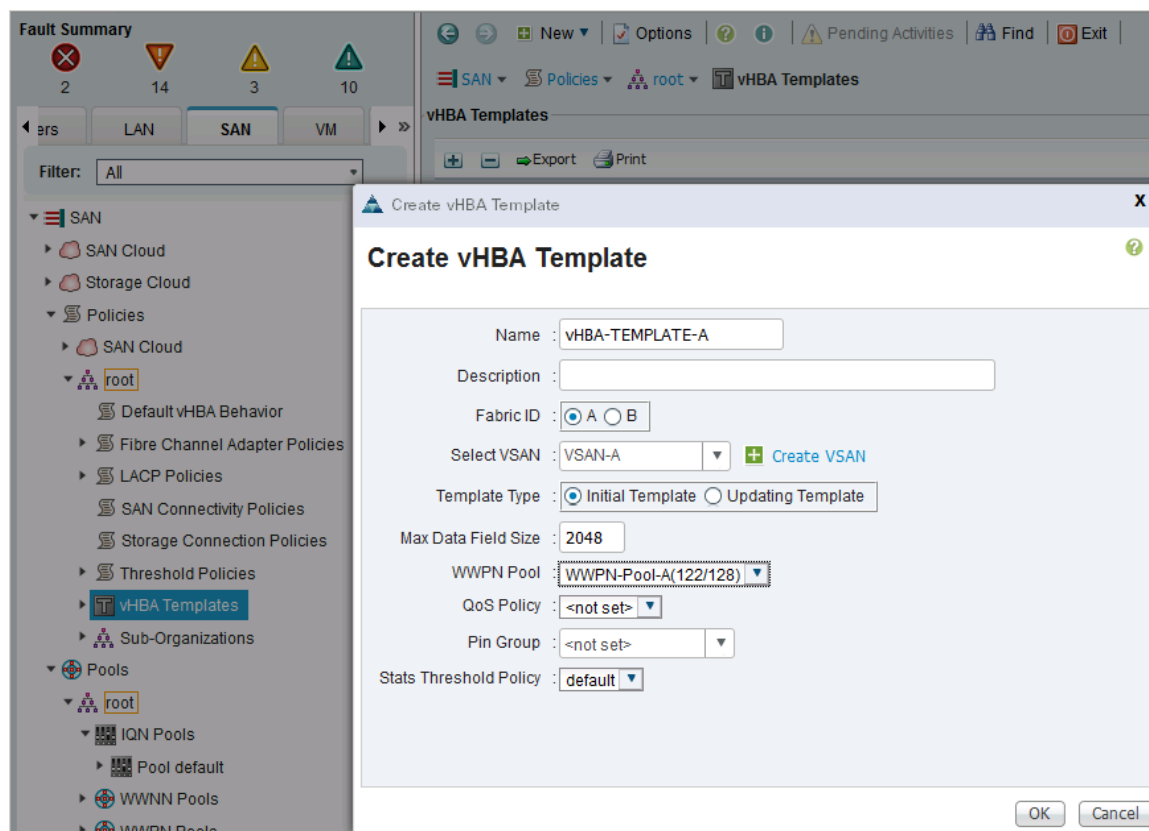 Fault Summary
2 14 3 10
New Options Pending Activities Find Exit
SAN Policies root vHBA Templates
ers LAN SAN VM
vHBA Templates
Export Print
Filter: All
SAN
SAN Cloud
Storage Cloud
Policies
SAN Cloud
root
Default vHBA Behavior
Fibre Channel Adapter Policies
LACP Policies
SAN Connectivity Policies
Storage Connection Policies
Threshold Policies
vHBA Templates
Sub-Organizations
Pools
root
IQN Pools
Pool default
WWNN Pools
WWPN Pools
Create vHBA Template X
Create vHBA Template
Name : vHBA-TEMPLATE-A
Description :
Fabric ID : A B
Select VSAN : VSAN-A Create VSAN
Template Type : Initial Template Updating Template
Max Data Field Size : 2048
WWPN Pool : WWPN-Pool-A(122/128)
QoS Policy : <not set>
Pin Group : <not set>
Stats Threshold Policy : default
OK Cancel